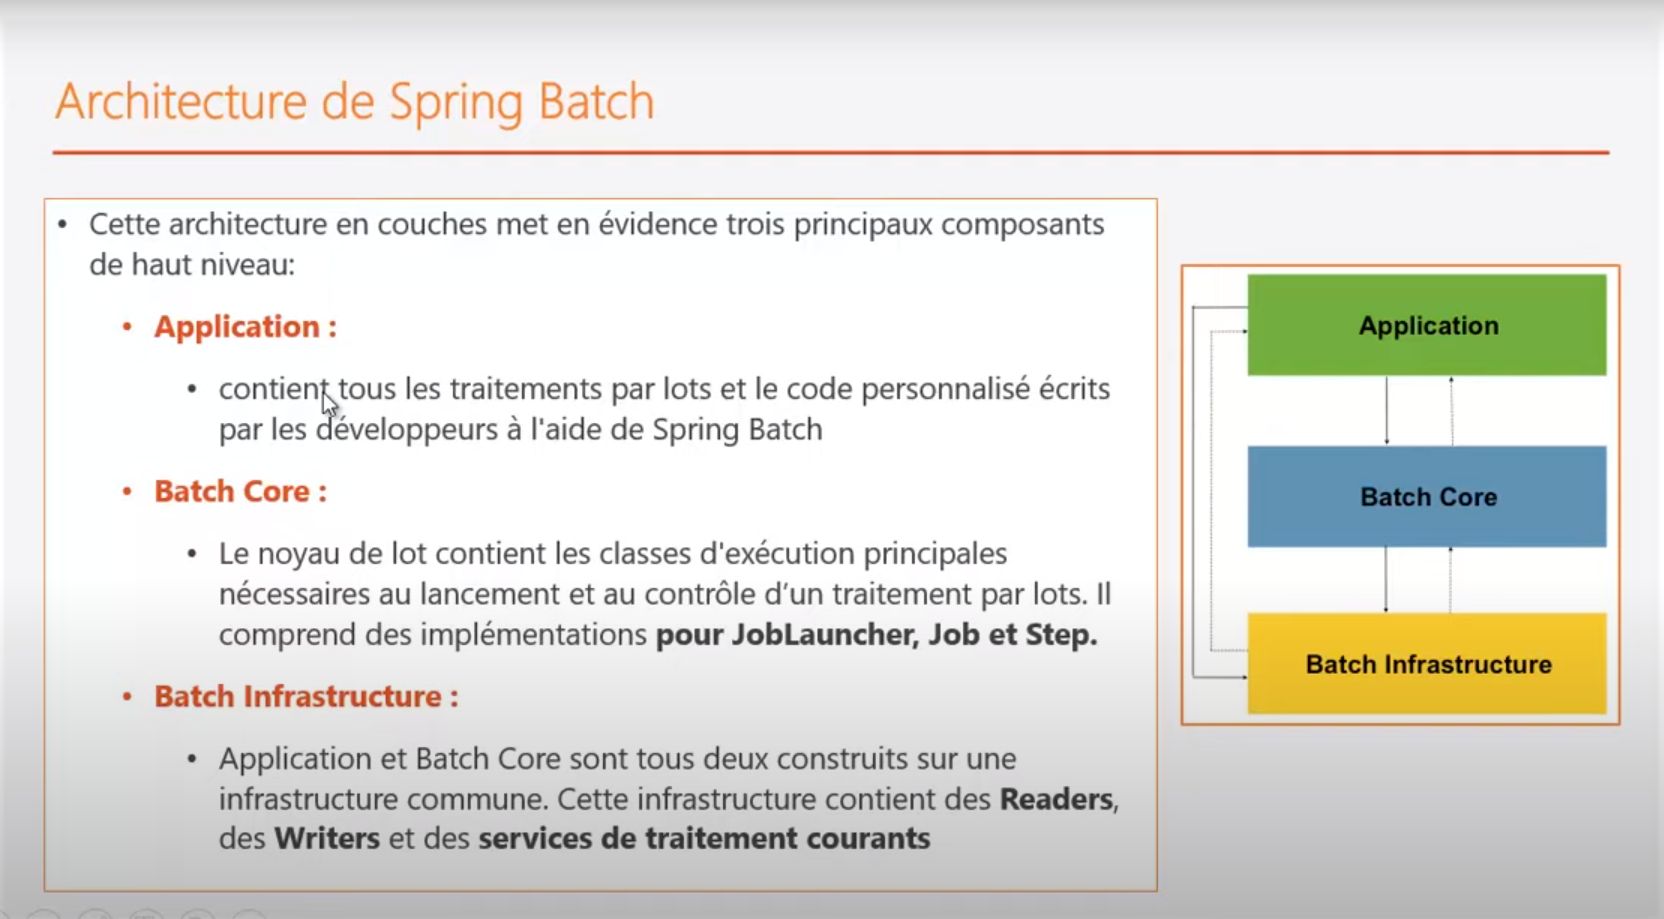 Architecture de Spring Batch
• Cette architecture en couches met en évidence trois principaux composants
de haut niveau:
• Application :
• contient tous les traitements par lots et le code personnalisé écrits
par les développeurs à l'aide de Spring Batch
• Batch Core :
• Le noyau de lot contient les classes d'exécution principales
nécessaires au lancement et au contrôle d’un traitement par lots. Il
comprend des implémentations pour JobLauncher, Job et Step.
• Batch Infrastructure :
• Application et Batch Core sont tous deux construits sur une
infrastructure commune. Cette infrastructure contient des Readers,
des Writers et des services de traitement courants
Application
Batch Core
Batch Infrastructure